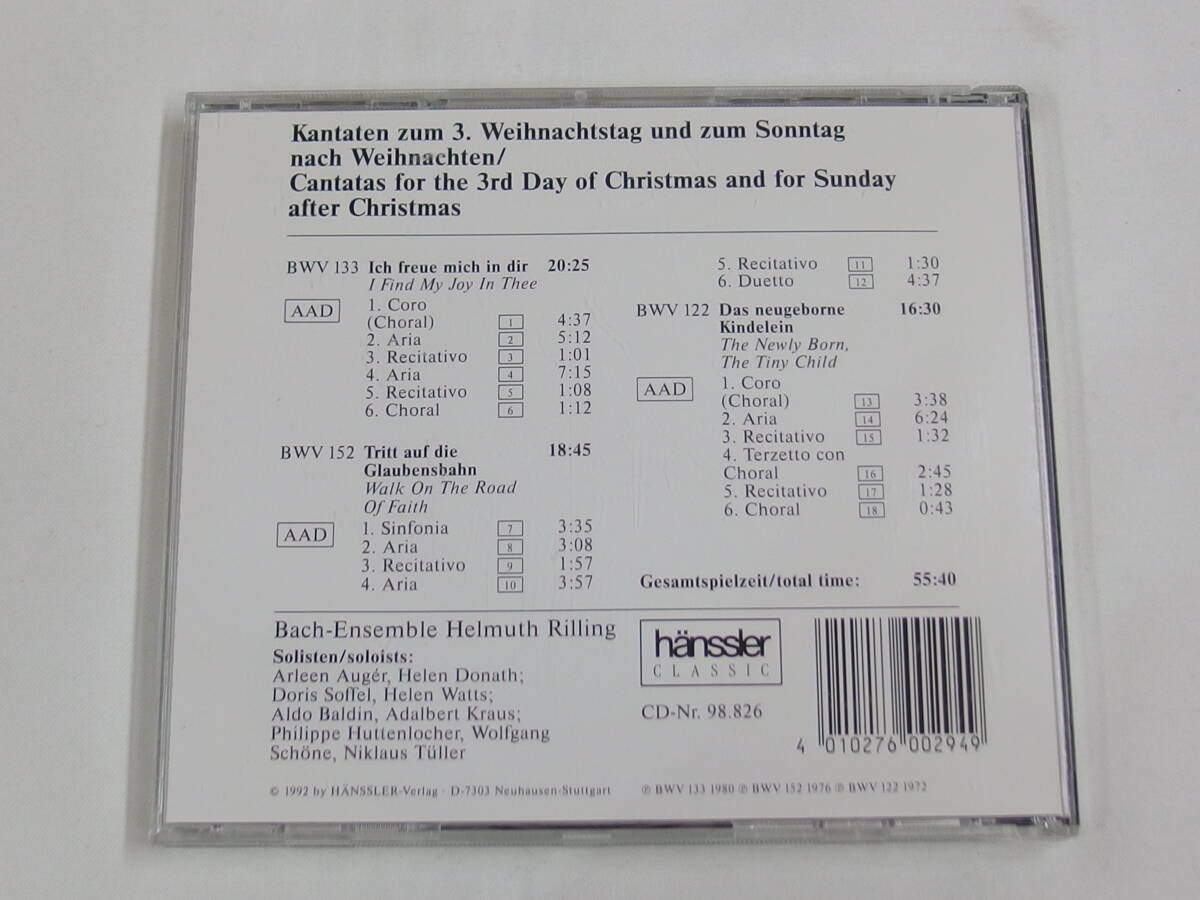 Kantaten zum 3. Weihnachtstag und zum Sonntag
nach Weihnachten/
Cantatas for the 3rd Day of Christmas and for Sunday
after Christmas
BWV 133 Ich freue mich in dir 20:25
I Find My Joy In Thee
AAD
1. Coro
(Choral) 1 4:37
2. Aria 2 5:12
3. Recitativo 3 1:01
4. Aria 4 7:15
5. Recitativo 5 1:08
6. Choral 6 1:12
BWV 152 Tritt auf die 18:45
Glaubensbahn
Walk On The Road
Of Faith
AAD
1. Sinfonia 7 3:35
2. Aria 8 3:08
3. Recitativo 9 1:57
4. Aria 10 3:57
5. Recitativo 11 1:30
6. Duetto 12 4:37
BWV 122 Das neugeborne 16:30
Kindelein
The Newly Born,
The Tiny Child
AAD
1. Coro
(Choral) 13 3:38
2. Aria 14 6:24
3. Recitativo 15 1:32
4. Terzetto con
Choral 16 2:45
5. Recitativo 17 1:28
6. Choral 18 0:43
Gesamtspielzeit/total time: 55:40
Bach-Ensemble Helmuth Rilling
Solisten/soloists:
Arleen Augér, Helen Donath;
Doris Soffel, Helen Watts;
Aldo Baldin, Adalbert Kraus;
Philippe Huttenlocher, Wolfgang
Schöne, Niklaus Tüller
hänssler
CLASSIC
CD-Nr. 98.826
4 010276 002949
© 1992 by HÄNSSLER-Verlag · D-7303 Neuhausen-Stuttgart
℗ BWV 133 1980 ℗ BWV 152 1976 ℗ BWV 122 1972